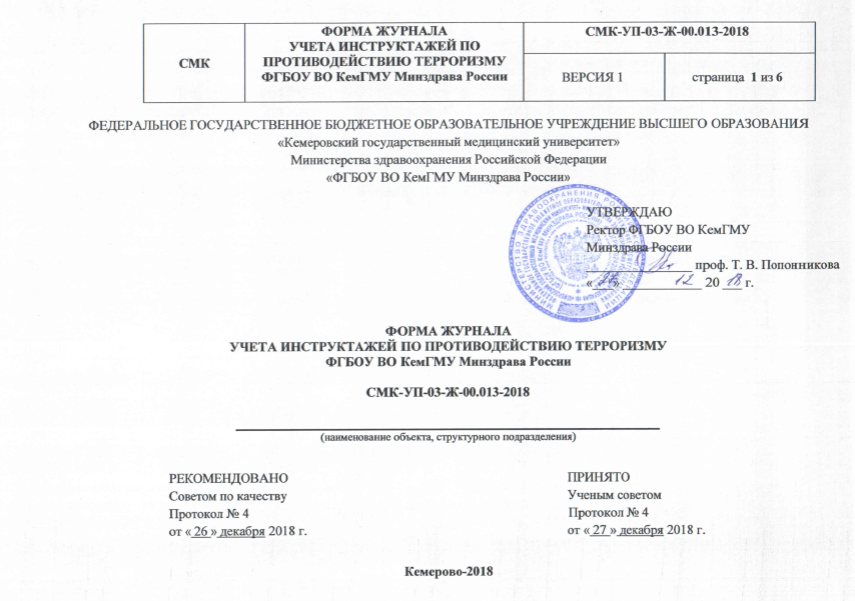 СМК
ФОРМА ЖУРНАЛА
УЧЕТА ИНСТРУКТАЖЕЙ ПО
ПРОТИВОДЕЙСТВИЮ ТЕРРОРИЗМУ
ФГБОУ ВО КемГМУ Минздрава России
СМК-УП-03-Ж-00.013-2018
ВЕРСИЯ 1
страница 1 из 6
ФЕДЕРАЛЬНОЕ ГОСУДАРСТВЕННОЕ БЮДЖЕТНОЕ ОБРАЗОВАТЕЛЬНОЕ УЧРЕЖДЕНИЕ ВЫСШЕГО ОБРАЗОВАНИЯ
«Кемеровский государственный медицинский университет»
Министерства здравоохранения Российской Федерации
«ФГБОУ ВО КемГМУ Минздрава России»
УТВЕРЖДАЮ
Ректор ФГБОУ ВО КемГМУ
Минздрава России
проф. Т. В. Попонникова
« » 12 20 18 г.
ФОРМА ЖУРНАЛА
УЧЕТА ИНСТРУКТАЖЕЙ ПО ПРОТИВОДЕЙСТВИЮ ТЕРРОРИЗМУ
ФГБОУ ВО КемГМУ Минздрава России
СМК-УП-03-Ж-00.013-2018
(наименование объекта, структурного подразделения)
РЕКОМЕНДОВАНО
Советом по качеству
Протокол № 4
от « 26 » декабря 2018 г.
ПРИНЯТО
Ученым советом
Протокол № 4
от « 27 » декабря 2018 г.
Кемерово-2018